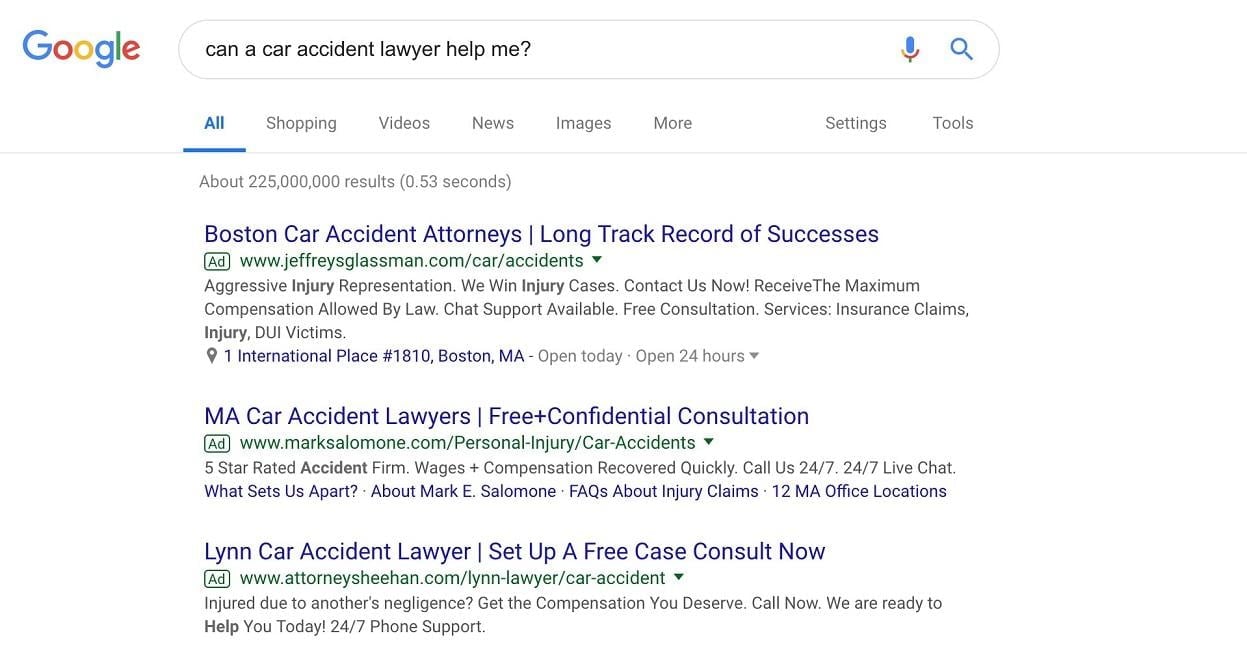 Google
can a car accident lawyer help me?
All Shopping Videos News Images More Settings Tools
About 225,000,000 results (0.53 seconds)
Boston Car Accident Attorneys | Long Track Record of Successes
Ad www.jeffreysglassman.com/car/accidents
Aggressive Injury Representation. We Win Injury Cases. Contact Us Now! ReceiveThe Maximum
Compensation Allowed By Law. Chat Support Available. Free Consultation. Services: Insurance Claims,
Injury, DUI Victims.
1 International Place #1810, Boston, MA - Open today · Open 24 hours
MA Car Accident Lawyers | Free+Confidential Consultation
Ad www.marksalomone.com/Personal-Injury/Car-Accidents
5 Star Rated Accident Firm. Wages + Compensation Recovered Quickly. Call Us 24/7. 24/7 Live Chat.
What Sets Us Apart? · About Mark E. Salomone · FAQs About Injury Claims · 12 MA Office Locations
Lynn Car Accident Lawyer | Set Up A Free Case Consult Now
Ad www.attorneysheehan.com/lynn-lawyer/car-accident
Injured due to another's negligence? Get the Compensation You Deserve. Call Now. We are ready to
Help You Today! 24/7 Phone Support.